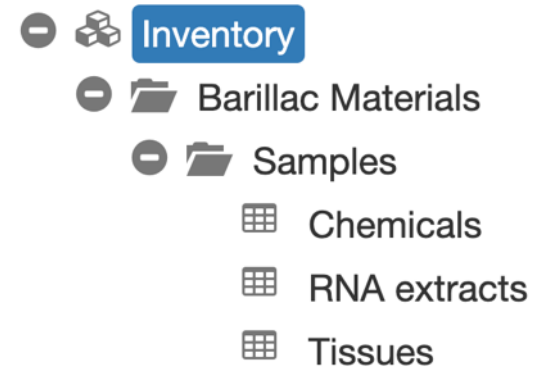 Inventory
Barillac Materials
Samples
Chemicals
RNA extracts
Tissues